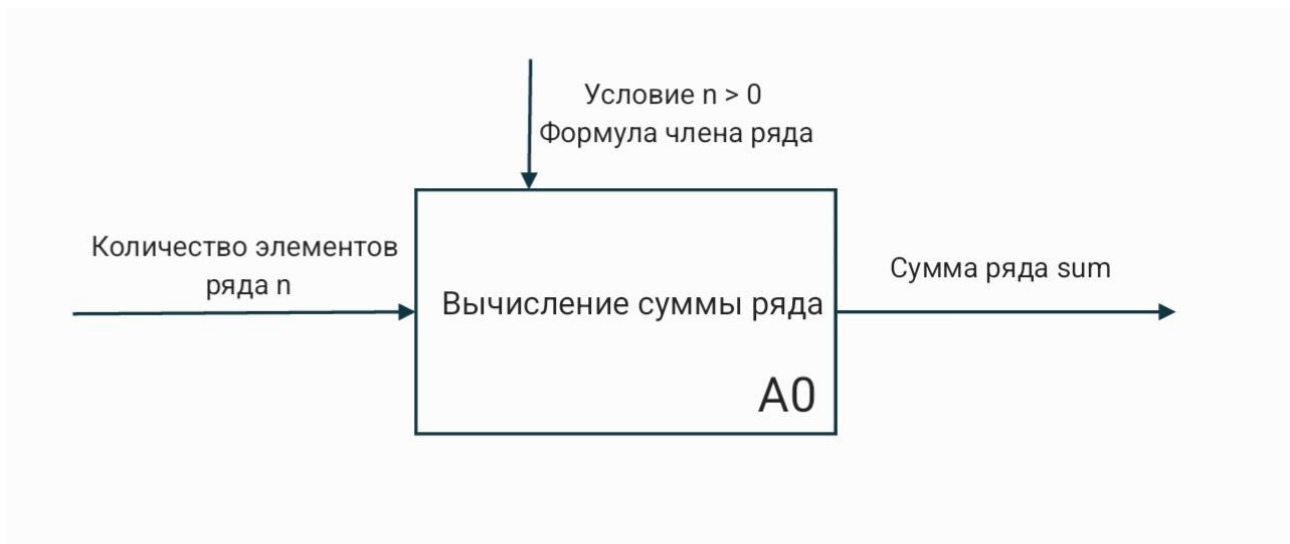 Условие n > 0
Формула члена ряда
Количество элементов
ряда n
Вычисление суммы ряда
Сумма ряда sum
A0